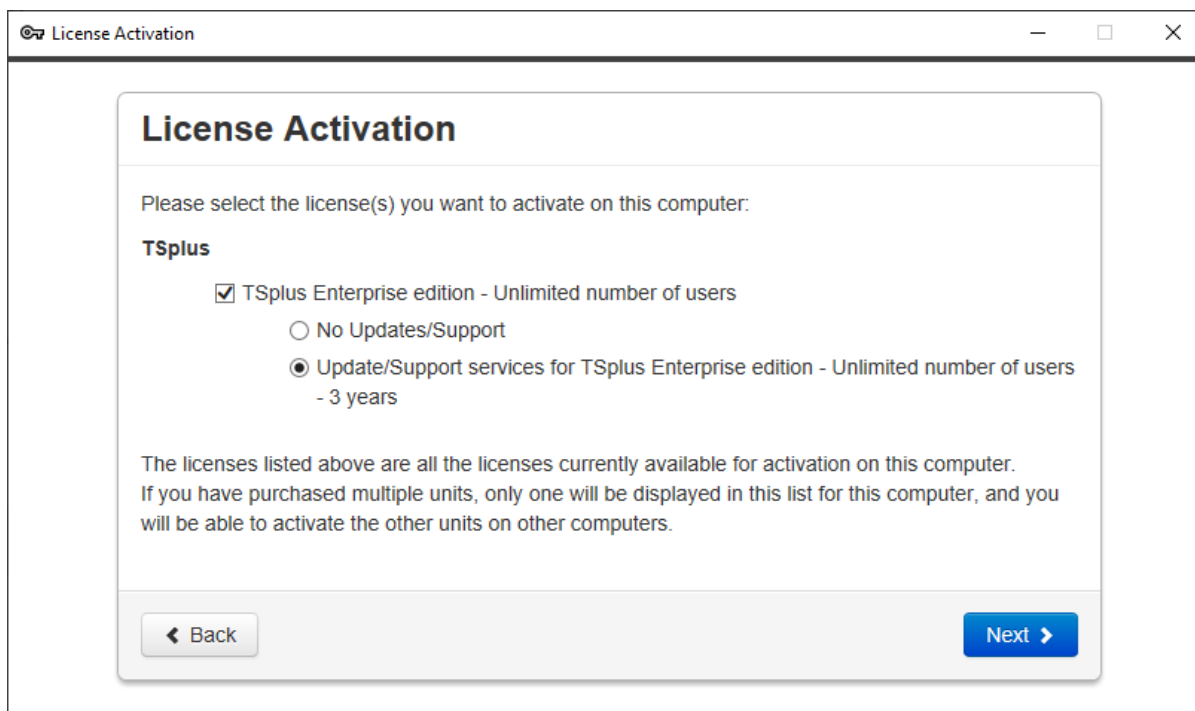 License Activation
License Activation
Please select the license(s) you want to activate on this computer:
TSplus
TSplus Enterprise edition - Unlimited number of users
No Updates/Support
Update/Support services for TSplus Enterprise edition - Unlimited number of users
- 3 years
The licenses listed above are all the licenses currently available for activation on this computer.
If you have purchased multiple units, only one will be displayed in this list for this computer, and you
will be able to activate the other units on other computers.
Back
Next